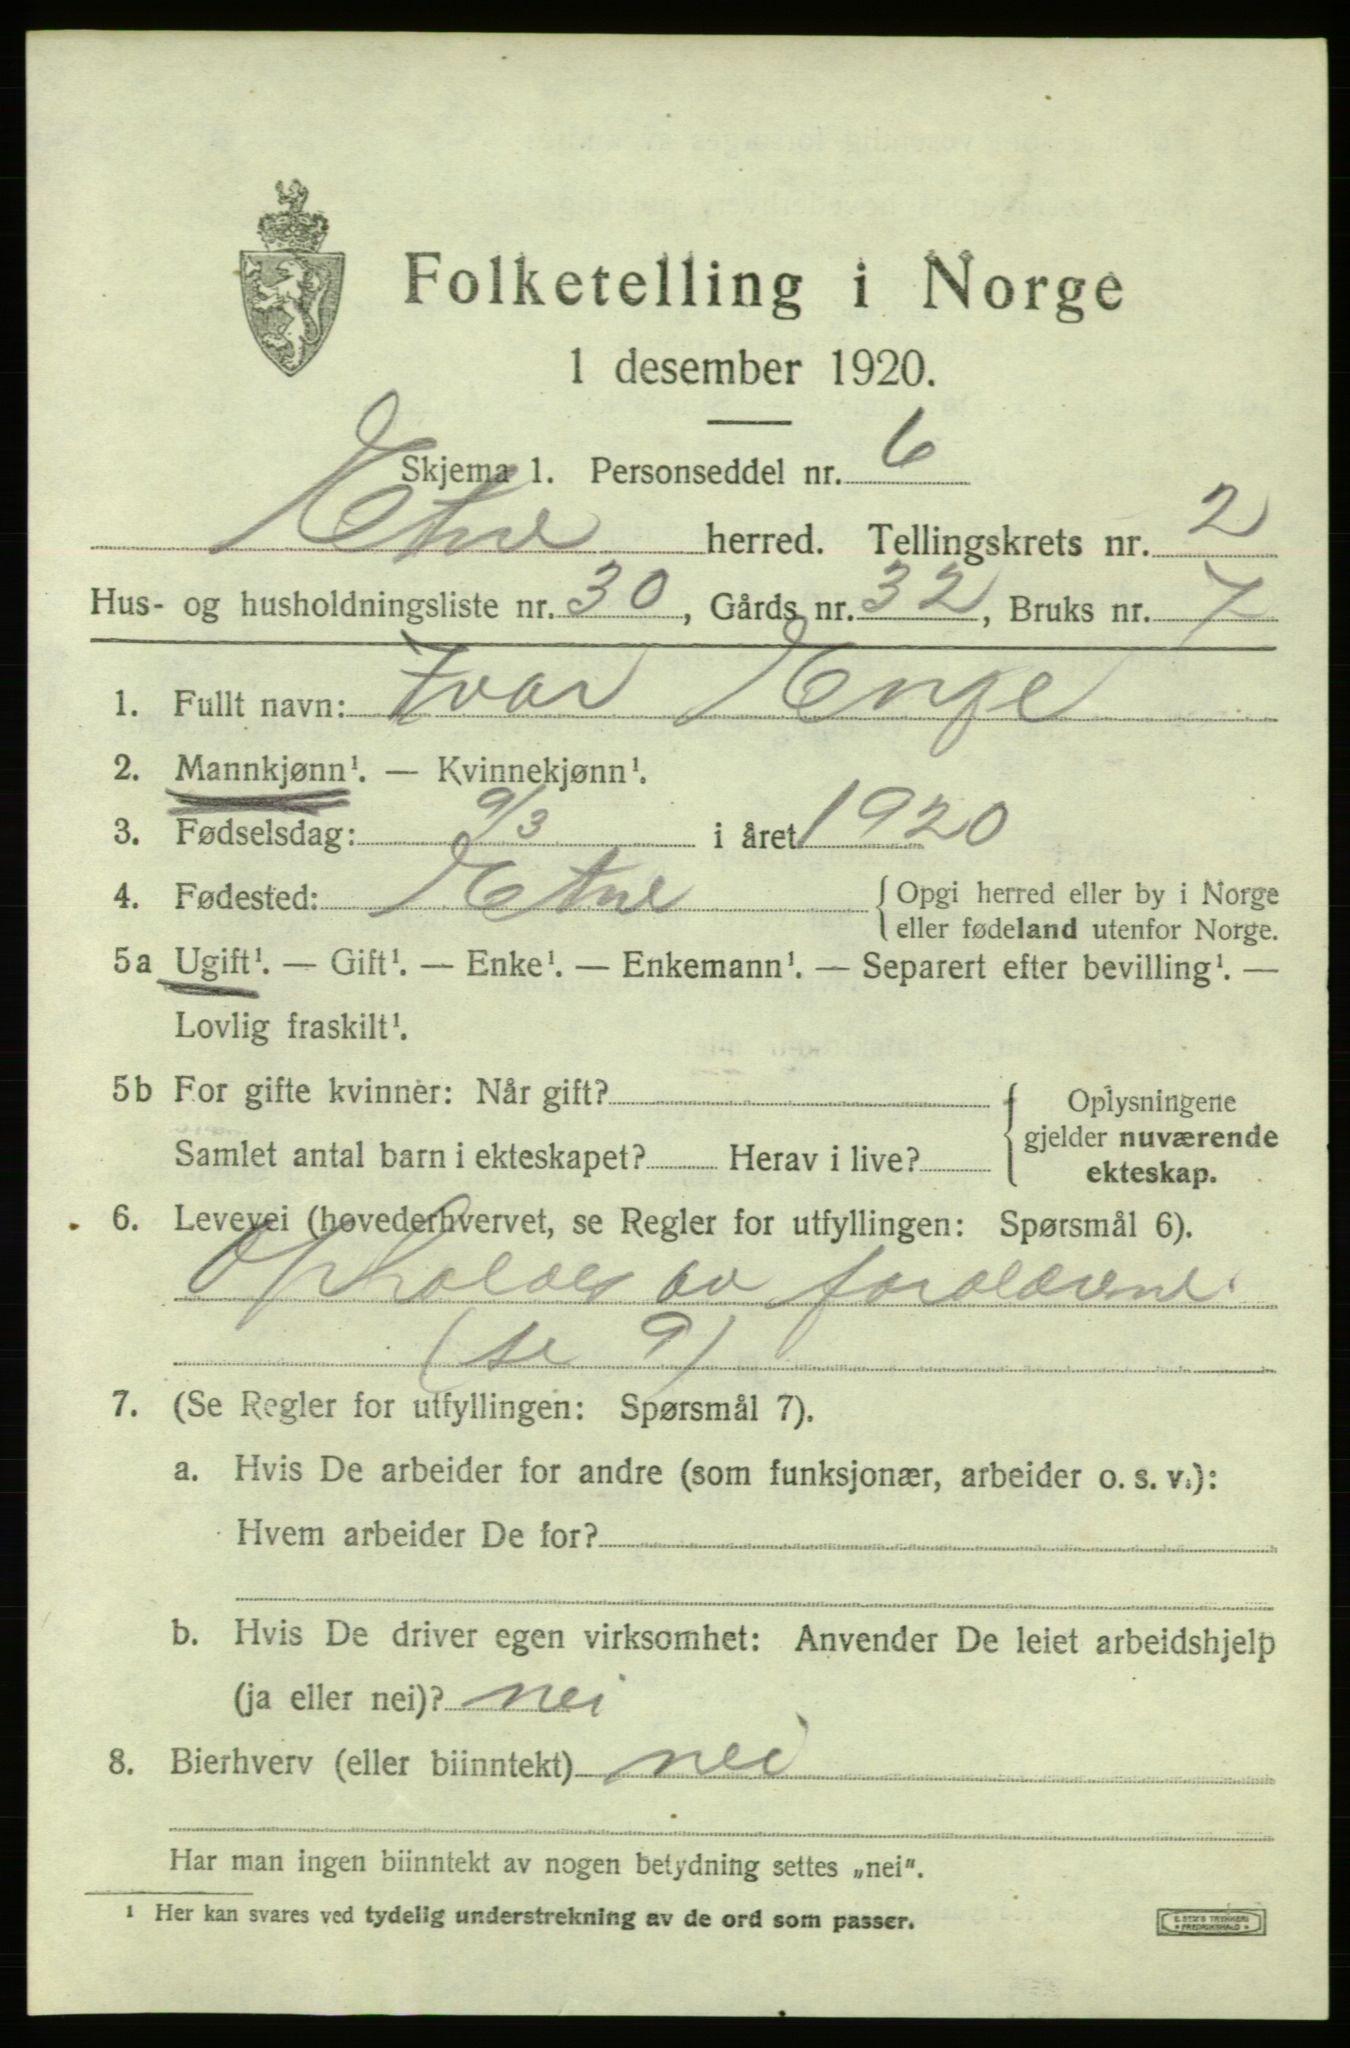 Folketelling i Norge
1 desember 1920.
Skjema 1. Personseddel nr. 6
Etne herred. Tellingskrets nr. 2
Hus- og husholdningsliste nr. 30, Gårds nr. 32, Bruks nr. 7
1. Fullt navn: Ivar Enge
2. Mannkjønn¹. — Kvinnekjønn¹.
3. Fødselsdag: 9/3 i året 1920
4. Fødested: Etne { Opgi herred eller by i Norge
eller fødeland utenfor Norge.
5a Ugift¹. — Gift¹. — Enke¹. — Enkemann¹. — Separert efter bevilling¹. —
Lovlig fraskilt¹.
5b For gifte kvinner: Når gift? { Oplysningene
gjelder nuværende
Samlet antal barn i ekteskapet? Herav i live? ekteskap.
6. Levevei (hovederhvervet, se Regler for utfyllingen: Spørsmål 6).
Opholdes av forældrene
(se 9)
7. (Se Regler for utfyllingen: Spørsmål 7).
a. Hvis De arbeider for andre (som funksjonær, arbeider o. s. v.):
Hvem arbeider De for?
b. Hvis De driver egen virksomhet: Anvender De leiet arbeidshjelp
(ja eller nei)? nei
8. Bierhverv (eller biinntekt) nei
Har man ingen biinntekt av nogen betydning settes „nei".
¹ Her kan svares ved tydelig understrekning av de ord som passer.
E. STI'S TRYKKERI
FREDRIKSHALD